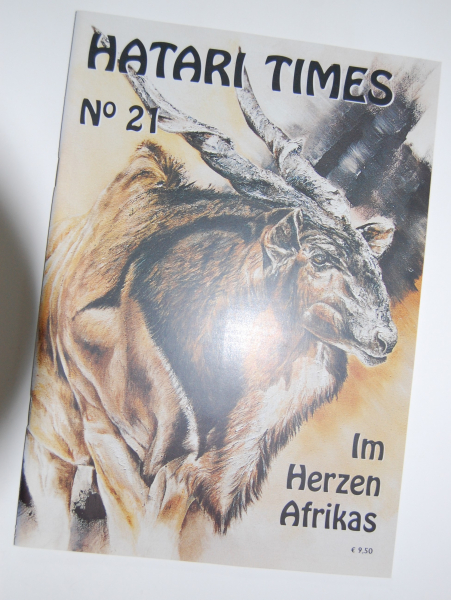 HATARI TIMES
Nº 21
Im
Herzen
Afrikas
€ 9,50